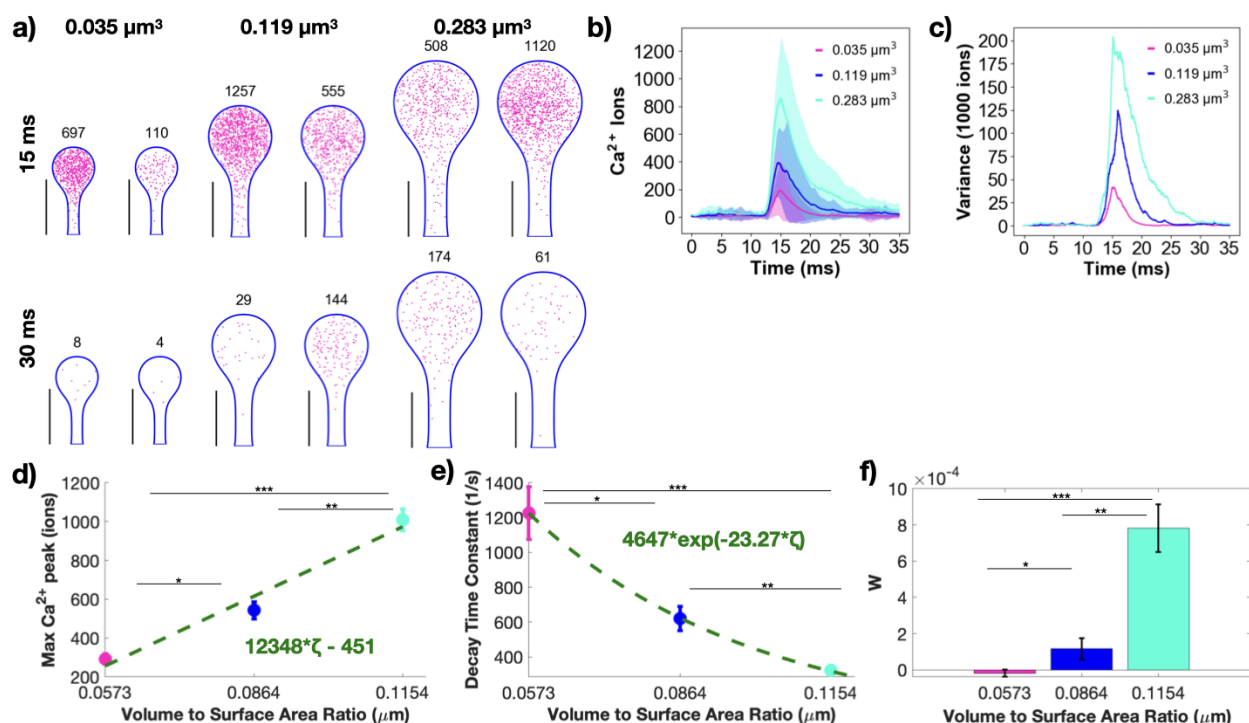 a) 0.035 µm³ 0.119 µm³ 0.283 µm³
15 ms
697 110 1257 555 508 1120
30 ms
8 4 29 144 174 61
b)
Ca²⁺ Ions
1200
1000
800
600
400
200
0
0.035 µm³
0.119 µm³
0.283 µm³
0 5 10 15 20 25 30 35
Time (ms)
c)
Variance (1000 ions)
200
175
150
125
100
75
50
25
0
0.035 µm³
0.119 µm³
0.283 µm³
0 5 10 15 20 25 30 35
Time (ms)
d)
Max Ca²⁺ peak (ions)
1200
1000
800
600
400
200
***
**
*
12348*ζ - 451
0.0573 0.0864 0.1154
Volume to Surface Area Ratio (µm)
e)
Decay Time Constant (1/s)
1400
1200
1000
800
600
400
***
*
4647*exp(-23.27*ζ)
**
0.0573 0.0864 0.1154
Volume to Surface Area Ratio (µm)
f)
×10⁻⁴
W
10
8
6
4
2
0
***
**
*
0.0573 0.0864 0.1154
Volume to Surface Area Ratio (µm)